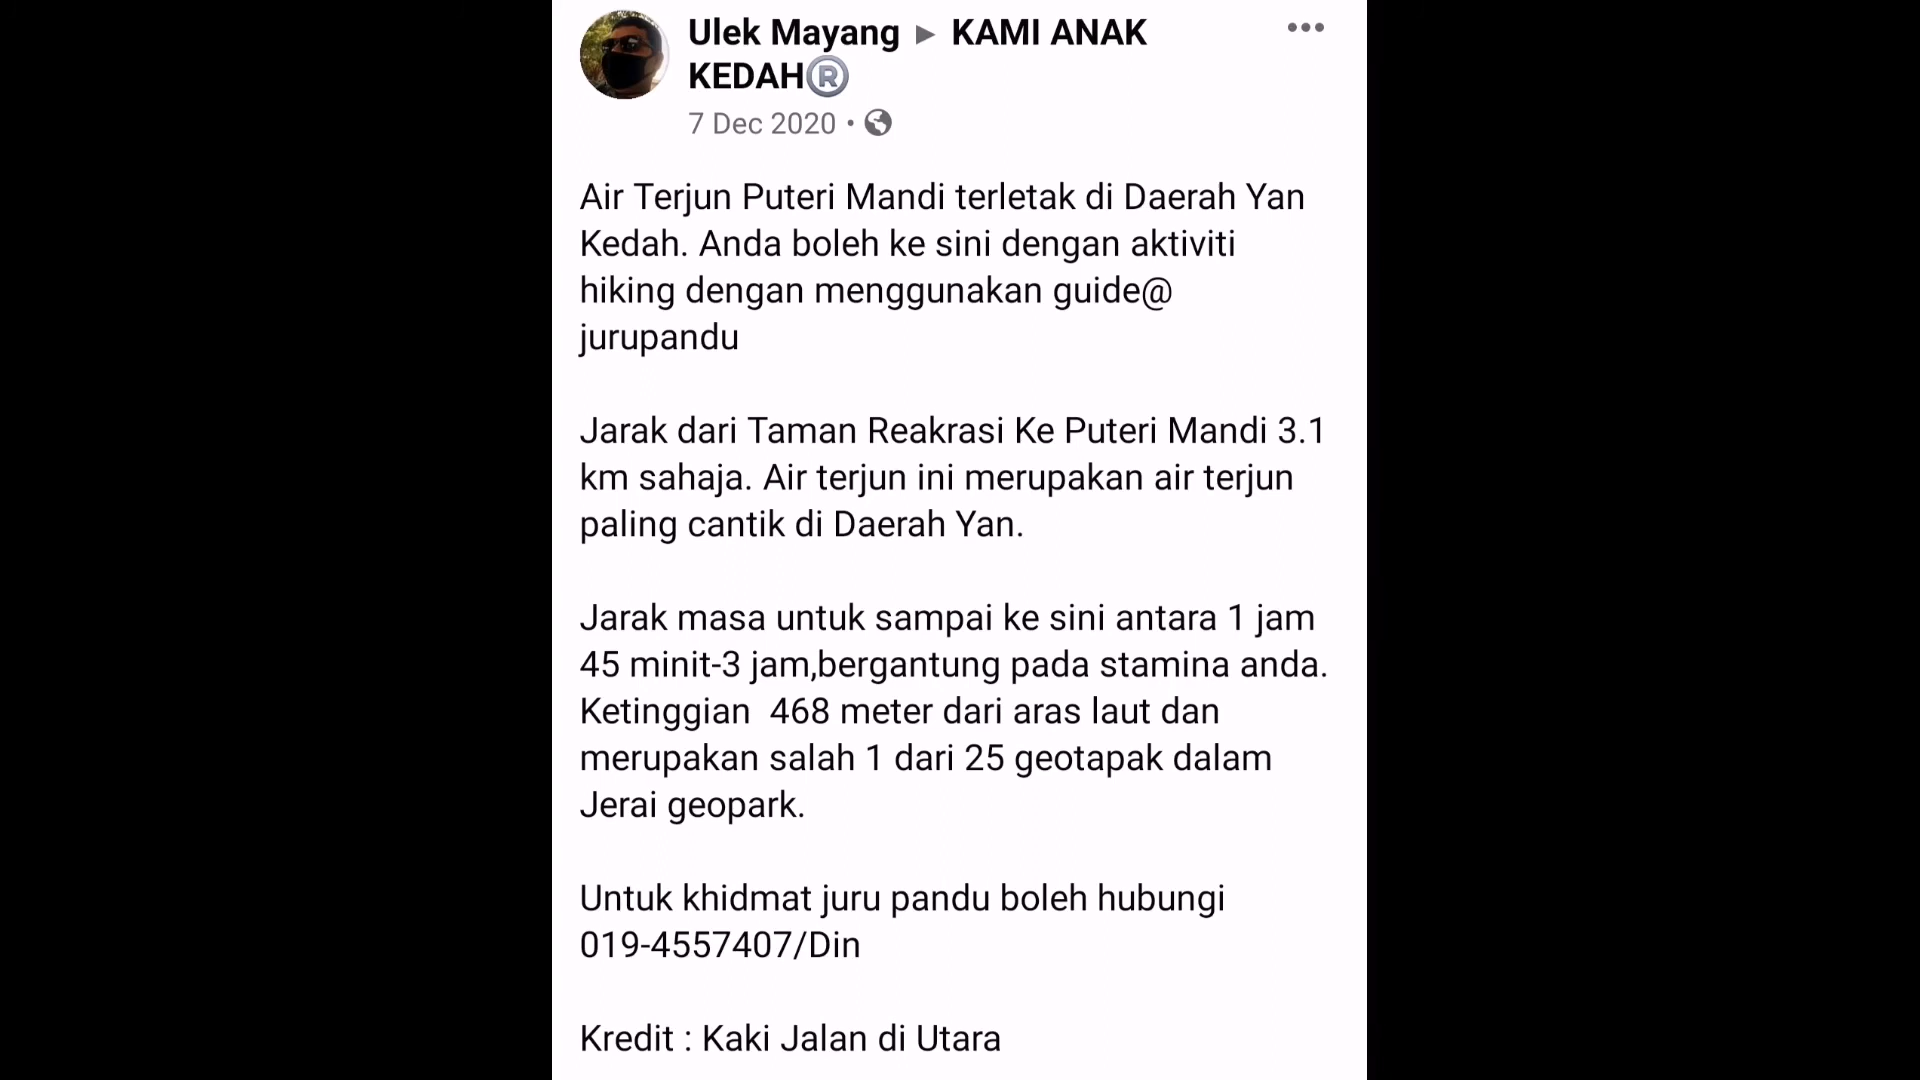 Ulek Mayang ▶ KAMI ANAK
KEDAH®
7 Dec 2020 •
Air Terjun Puteri Mandi terletak di Daerah Yan
Kedah. Anda boleh ke sini dengan aktiviti
hiking dengan menggunakan guide@
jurupandu
Jarak dari Taman Reakrasi Ke Puteri Mandi 3.1
km sahaja. Air terjun ini merupakan air terjun
paling cantik di Daerah Yan.
Jarak masa untuk sampai ke sini antara 1 jam
45 minit-3 jam,bergantung pada stamina anda.
Ketinggian  468 meter dari aras laut dan
merupakan salah 1 dari 25 geotapak dalam
Jerai geopark.
Untuk khidmat juru pandu boleh hubungi
019-4557407/Din
Kredit : Kaki Jalan di Utara